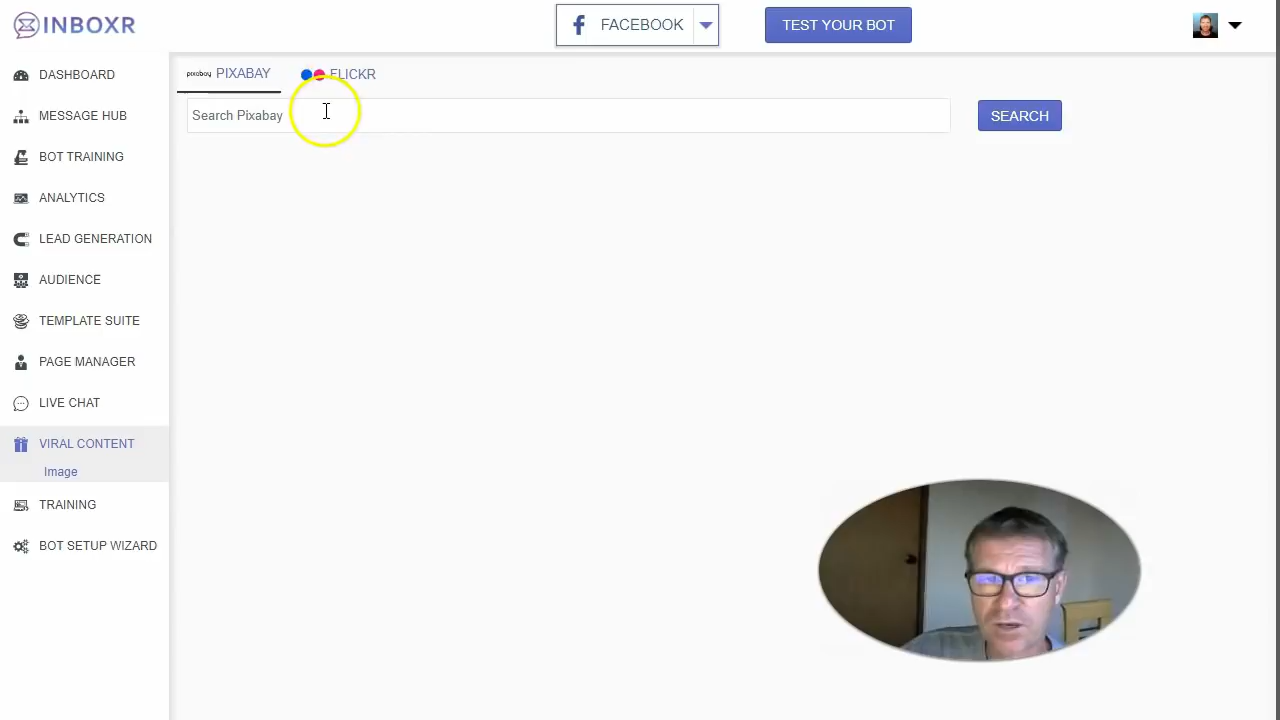 INBOXR
FACEBOOK
TEST YOUR BOT
DASHBOARD
MESSAGE HUB
BOT TRAINING
ANALYTICS
LEAD GENERATION
AUDIENCE
TEMPLATE SUITE
PAGE MANAGER
LIVE CHAT
VIRAL CONTENT
Image
TRAINING
BOT SETUP WIZARD
pixabay PIXABAY
FLICKR
Search Pixabay
SEARCH